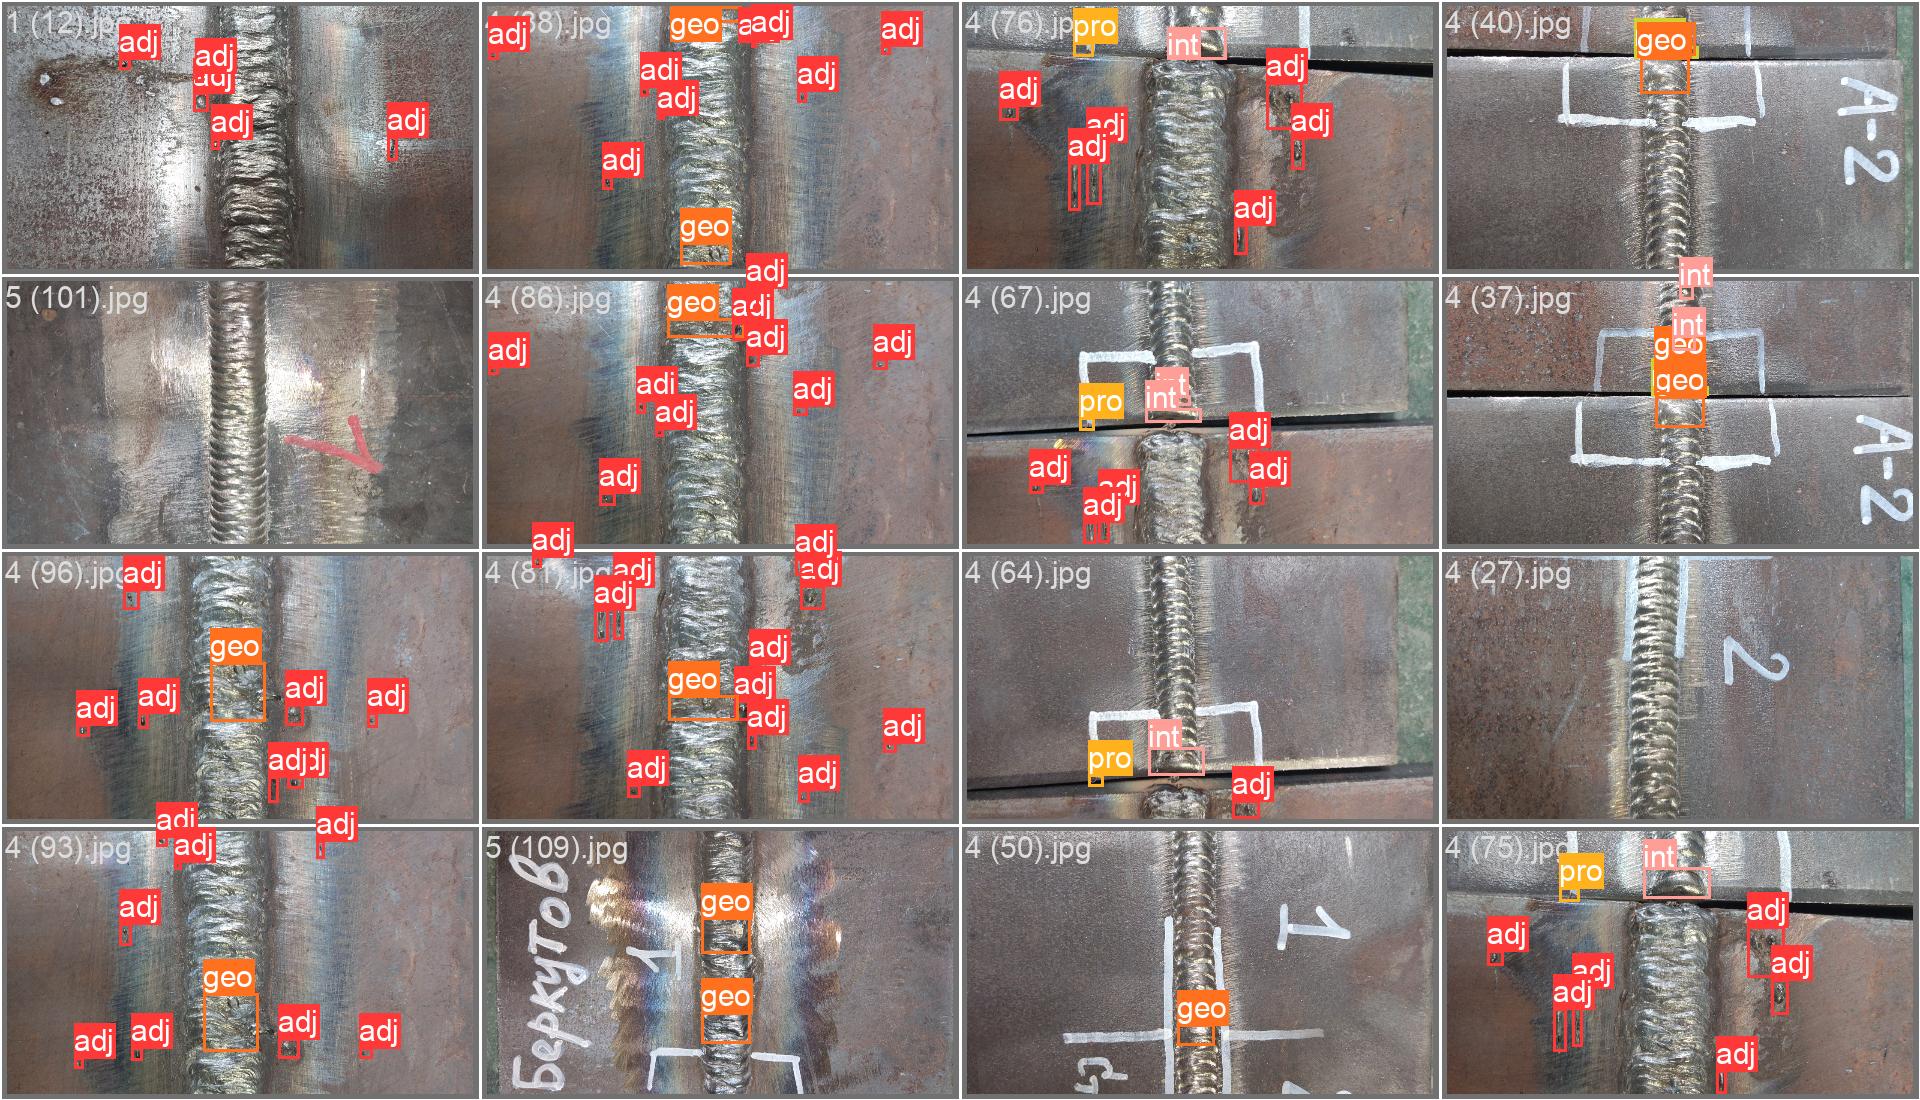 1 (12).jpg
adj
adj
adj
adj
adj
adj
geo
adj
adj
adj
adj
adj
adj
geo
4 (76).jpg
pro
int
adj
adj
adj
adj
adj
adj
4 (40).jpg
geo
A-2
5 (101).jpg
4 (86).jpg
geo
adj
adj
adj
adj
adj
adj
adj
adj
adj
4 (67).jpg
int
int
pro
adj
adj
adj
adj
adj
4 (37).jpg
int
int
geo
geo
A-2
4 (96).jpg
adj
geo
adj
adj
adj
adj
adj
adj
4 (81).jpg
adj
adj
adj
adj
adj
geo
adj
adj
adj
adj
adj
adj
4 (64).jpg
int
pro
adj
4 (27).jpg
2
4 (93).jpg
adj
adj
adj
adj
geo
adj
adj
adj
adj
5 (109).jpg
Беркутов
1
geo
geo
4 (50).jpg
1
geo
4 (75).jpg
pro
int
adj
adj
adj
adj
adj
adj